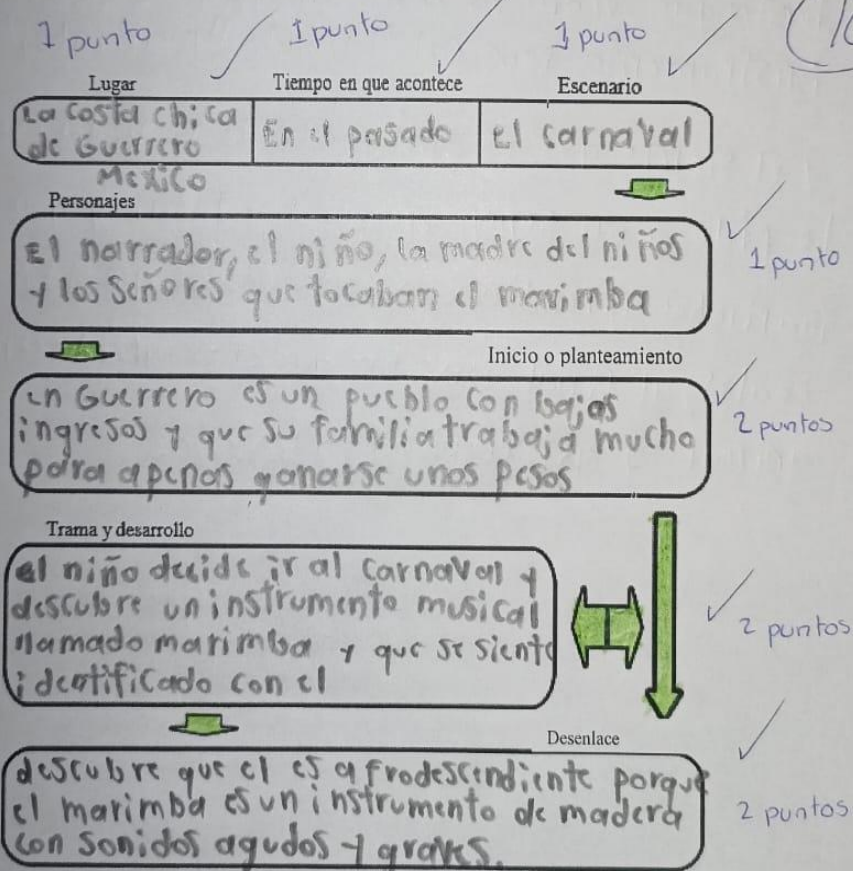 1 punto 1 punto 1 punto
Lugar Tiempo en que acontece Escenario
La costa chica En el pasado el carnaval
de Guerrero
Mexico
Personajes
El narrador, el niño, la madre del niños
y los señores que tocaban el marimba
1 punto
Inicio o planteamiento
en Guerrero es un pueblo con bajos
ingresos y que su familia trabaja mucho
para apenas ganarse unos pesos
2 puntos
Trama y desarrollo
el niño decide ir al carnaval y
descubre un instrumento musical
llamado marimba y que se siente
identificado con el
2 puntos
Desenlace
descubre que el es afrodescendiente porque
el marimba es un instrumento de madera
con sonidos agudos y graves.
2 puntos